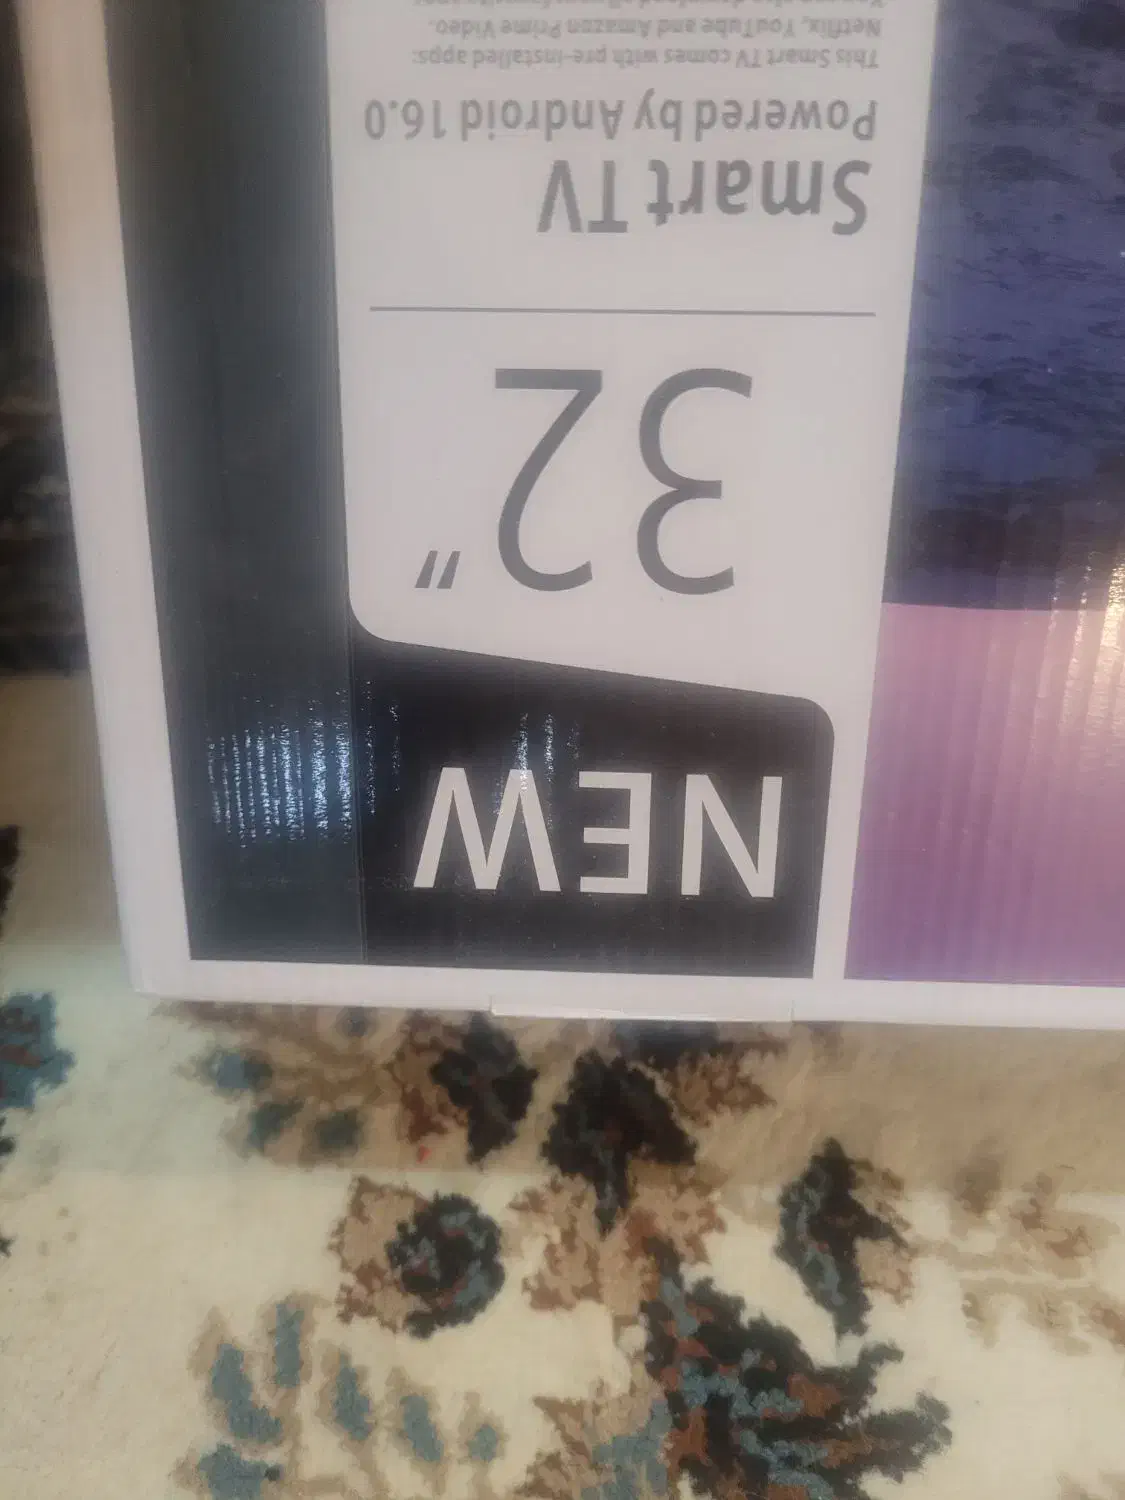 NEW
32"
Smart TV
Powered by Android 16.0
This Smart TV comes with pre-installed apps:
Netflix, YouTube and Amazon Prime Video.